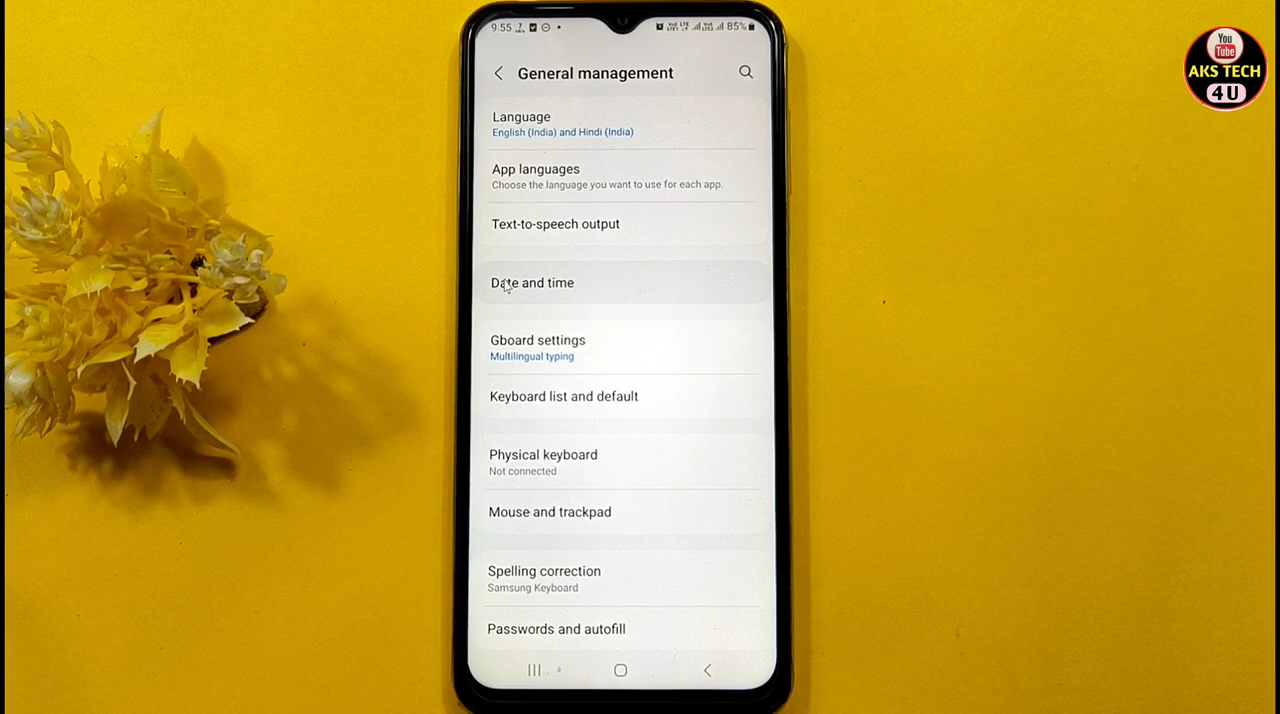 9:55
85%
You
Tube
AKS TECH
4U
General management
Language
English (India) and Hindi (India)
App languages
Choose the language you want to use for each app.
Text-to-speech output
Date and time
Gboard settings
Multilingual typing
Keyboard list and default
Physical keyboard
Not connected
Mouse and trackpad
Spelling correction
Samsung Keyboard
Passwords and autofill